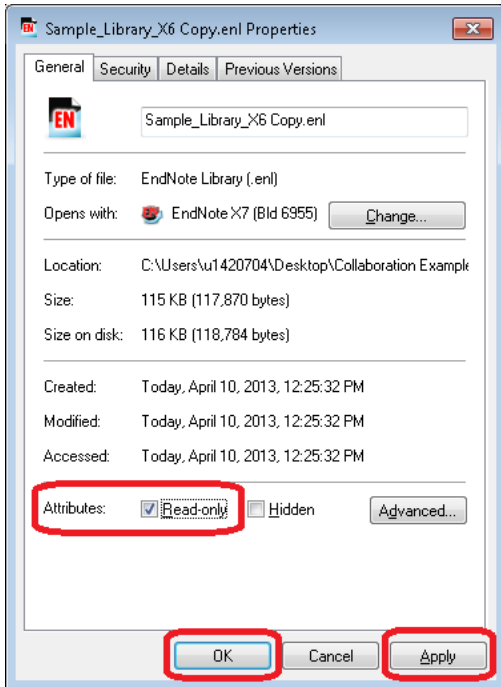 Sample_Library_X6 Copy.enl Properties
General Security Details Previous Versions
EN
Sample_Library_X6 Copy.enl
Type of file: EndNote Library (.enl)
Opens with: EndNote X7 (Bld 6955) Change...
Location: C:\Users\u1420704\Desktop\Collaboration Example
Size: 115 KB (117,870 bytes)
Size on disk: 116 KB (118,784 bytes)
Created: Today, April 10, 2013, 12:25:32 PM
Modified: Today, April 10, 2013, 12:25:32 PM
Accessed: Today, April 10, 2013, 12:25:32 PM
Attributes: Read-only Hidden Advanced...
OK Cancel Apply